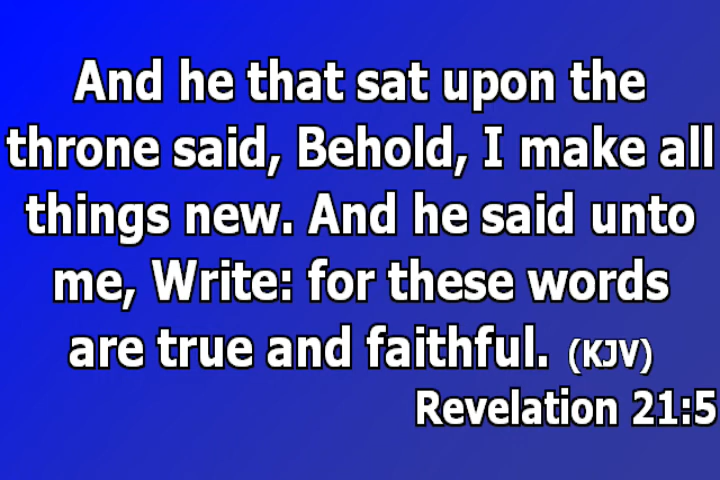 And he that sat upon the
throne said, Behold, I make all
things new. And he said unto
me, Write: for these words
are true and faithful. (KJV)
Revelation 21:5